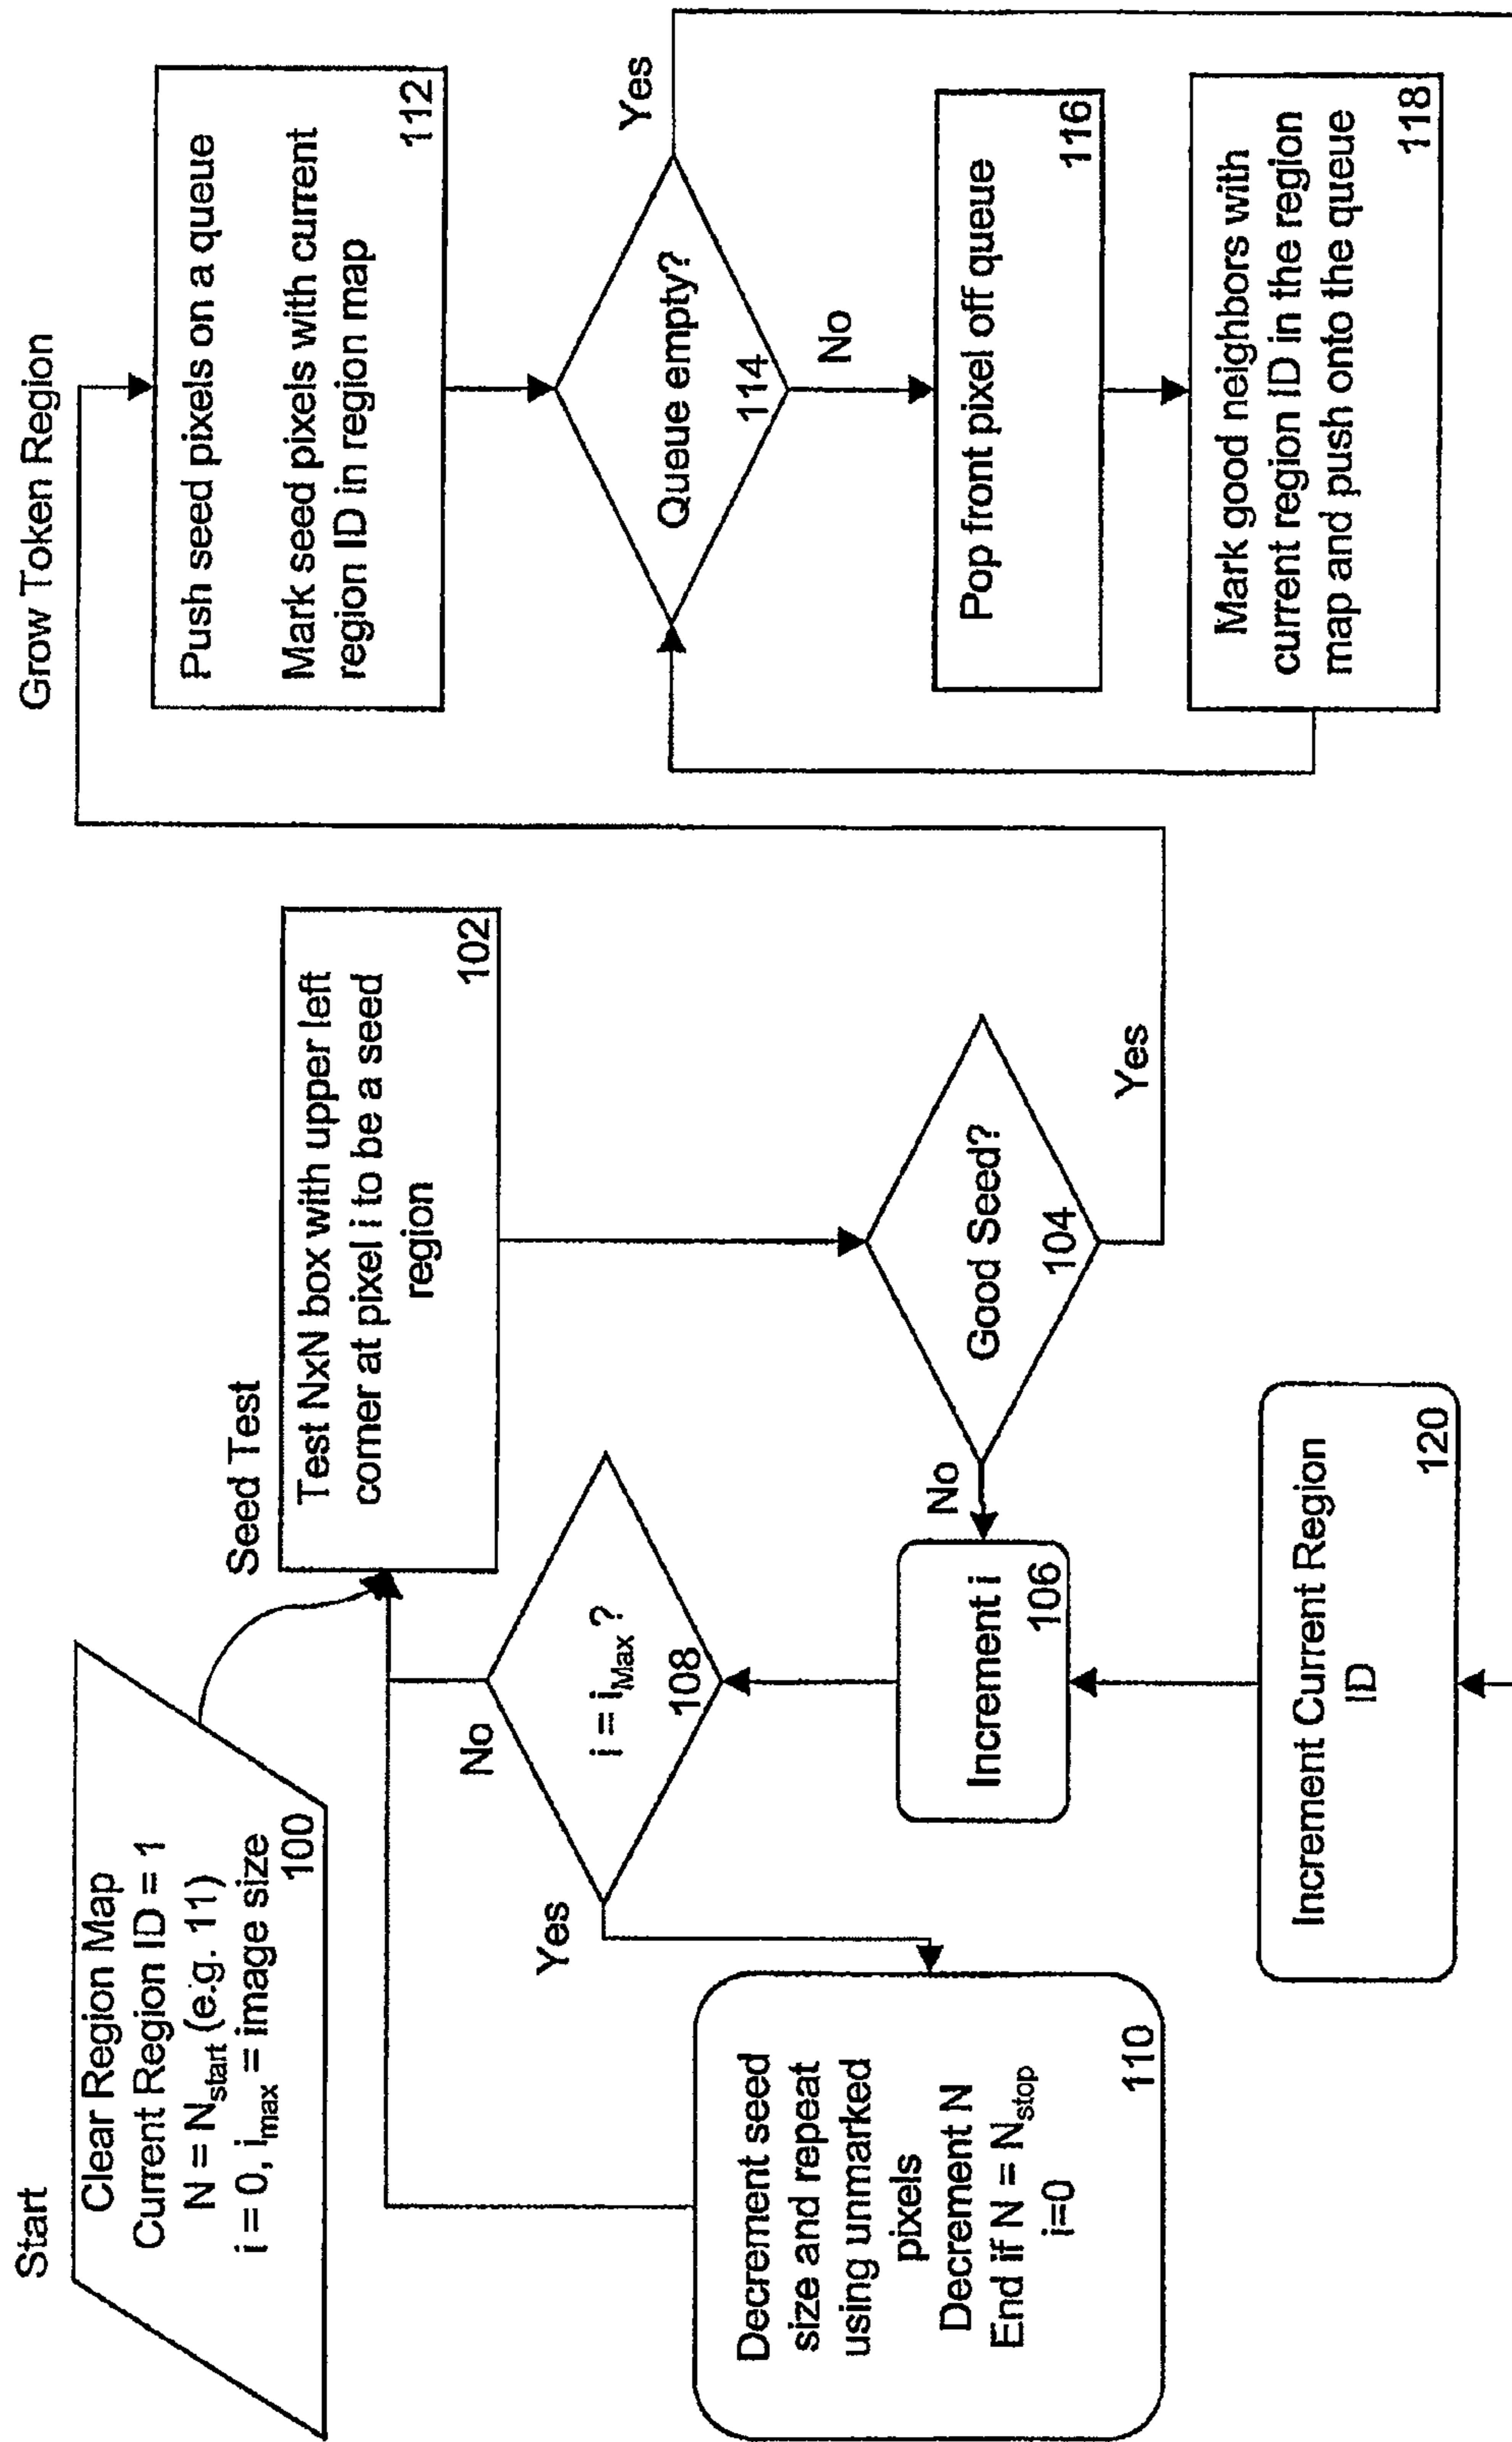 Start
Clear Region Map
Current Region ID = 1
N = Nstart (e.g. 11)
i = 0, imax = image size
100
Seed Test
Test NxN box with upper left
corner at pixel i to be a seed
region
102
Good Seed?
104
No
Yes
Increment i
106
i = iMax?
108
No
Yes
Decrement seed
size and repeat
using unmarked
pixels
Decrement N
End if N = Nstop
i=0
110
Grow Token Region
Push seed pixels on a queue
Mark seed pixels with current
region ID in region map
112
Queue empty?
114
Yes
No
Pop front pixel off queue
116
Mark good neighbors with
current region ID in the region
map and push onto the queue
118
Increment Current Region
ID
120